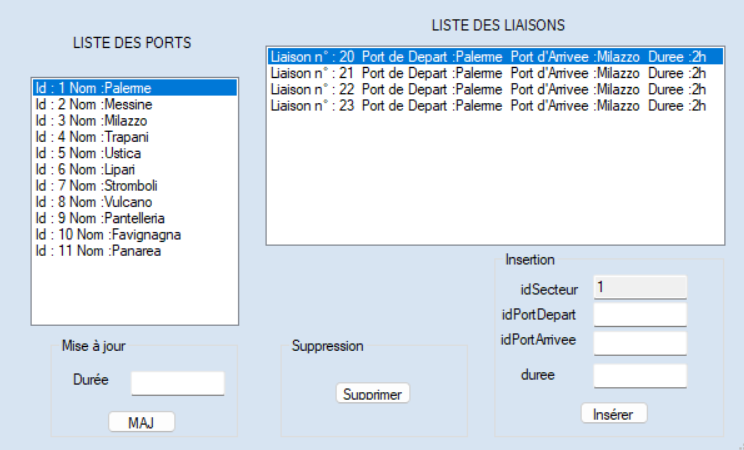 LISTE DES PORTS
Id : 1 Nom :Palerme
Id : 2 Nom :Messine
Id : 3 Nom :Milazzo
Id : 4 Nom :Trapani
Id : 5 Nom :Ustica
Id : 6 Nom :Lipari
Id : 7 Nom :Stromboli
Id : 8 Nom :Vulcano
Id : 9 Nom :Pantelleria
Id : 10 Nom :Favignagna
Id : 11 Nom :Panarea
LISTE DES LIAISONS
Liaison n° : 20 Port de Depart :Palerme Port d'Arrivee :Milazzo Duree :2h
Liaison n° : 21 Port de Depart :Palerme Port d'Arrivee :Milazzo Duree :2h
Liaison n° : 22 Port de Depart :Palerme Port d'Arrivee :Milazzo Duree :2h
Liaison n° : 23 Port de Depart :Palerme Port d'Arrivee :Milazzo Duree :2h
Mise à jour
Durée
MAJ
Suppression
Supprimer
Insertion
idSecteur 1
idPortDepart
idPortArrivee
duree
Insérer